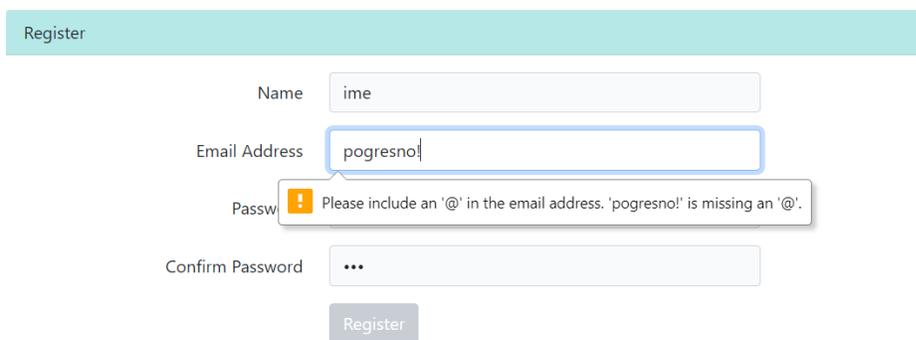 Register
Name ime
Email Address pogresno!
Please include an '@' in the email address. 'pogresno!' is missing an '@'.
Confirm Password •••
Register